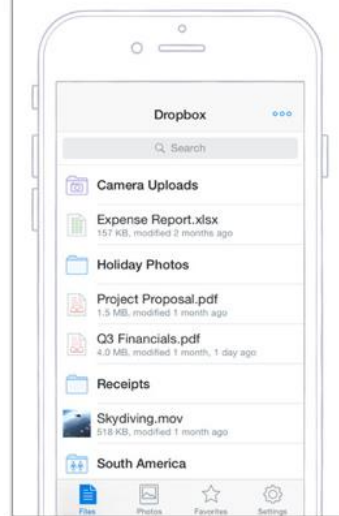 Dropbox
Search
Camera Uploads
Expense Report.xlsx
157 KB, modified 2 months ago
Holiday Photos
Project Proposal.pdf
1.5 MB, modified 1 month ago
Q3 Financials.pdf
4.0 MB, modified 1 month, 1 day ago
Receipts
Skydiving.mov
518 KB, modified 1 month ago
South America
Files Photos Favorites Settings